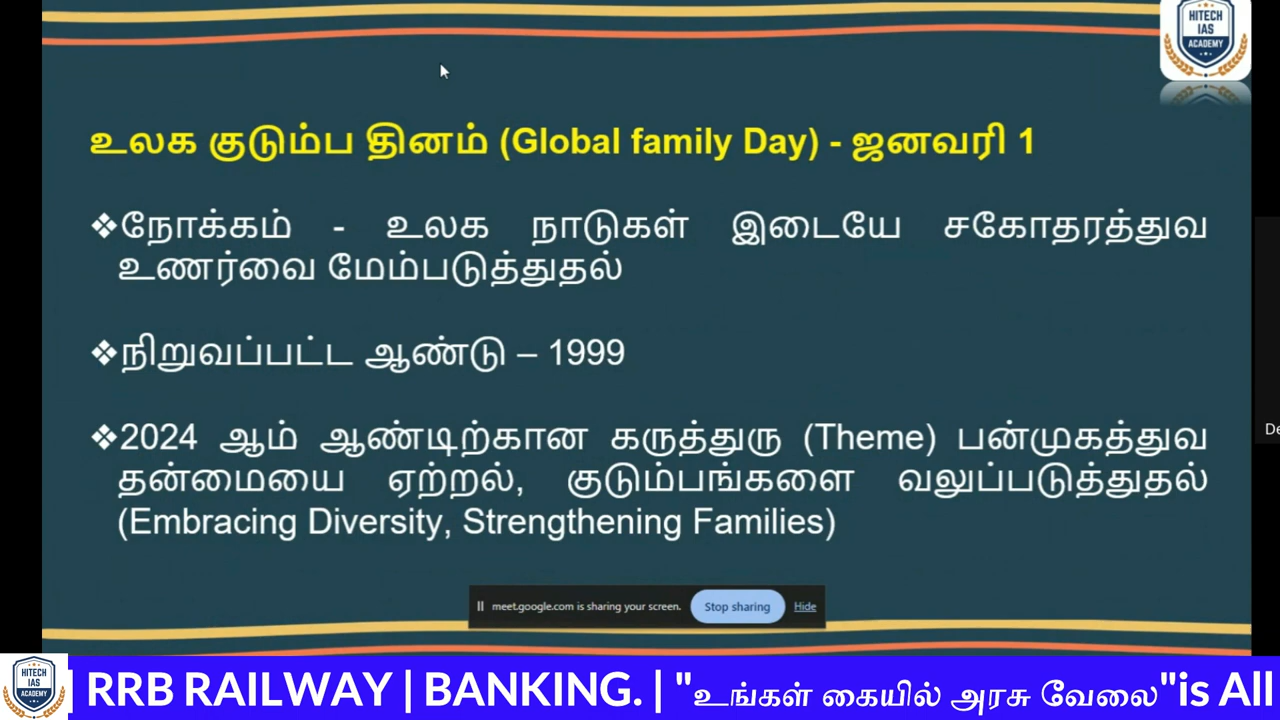 HITECH
IAS
ACADEMY
உலக குடும்ப தினம் (Global family Day) - ஜனவரி 1
❖நோக்கம் - உலக நாடுகள் இடையே சகோதரத்துவ
உணர்வை மேம்படுத்துதல்
❖நிறுவப்பட்ட ஆண்டு – 1999
❖2024 ஆம் ஆண்டிற்கான கருத்துரு (Theme) பன்முகத்துவ
தன்மையை ஏற்றல், குடும்பங்களை வலுப்படுத்துதல்
(Embracing Diversity, Strengthening Families)
De
meet.google.com is sharing your screen. Stop sharing Hide
HITECH
IAS
ACADEMY
RRB RAILWAY | BANKING. | "உங்கள் கையில் அரசு வேலை"is All